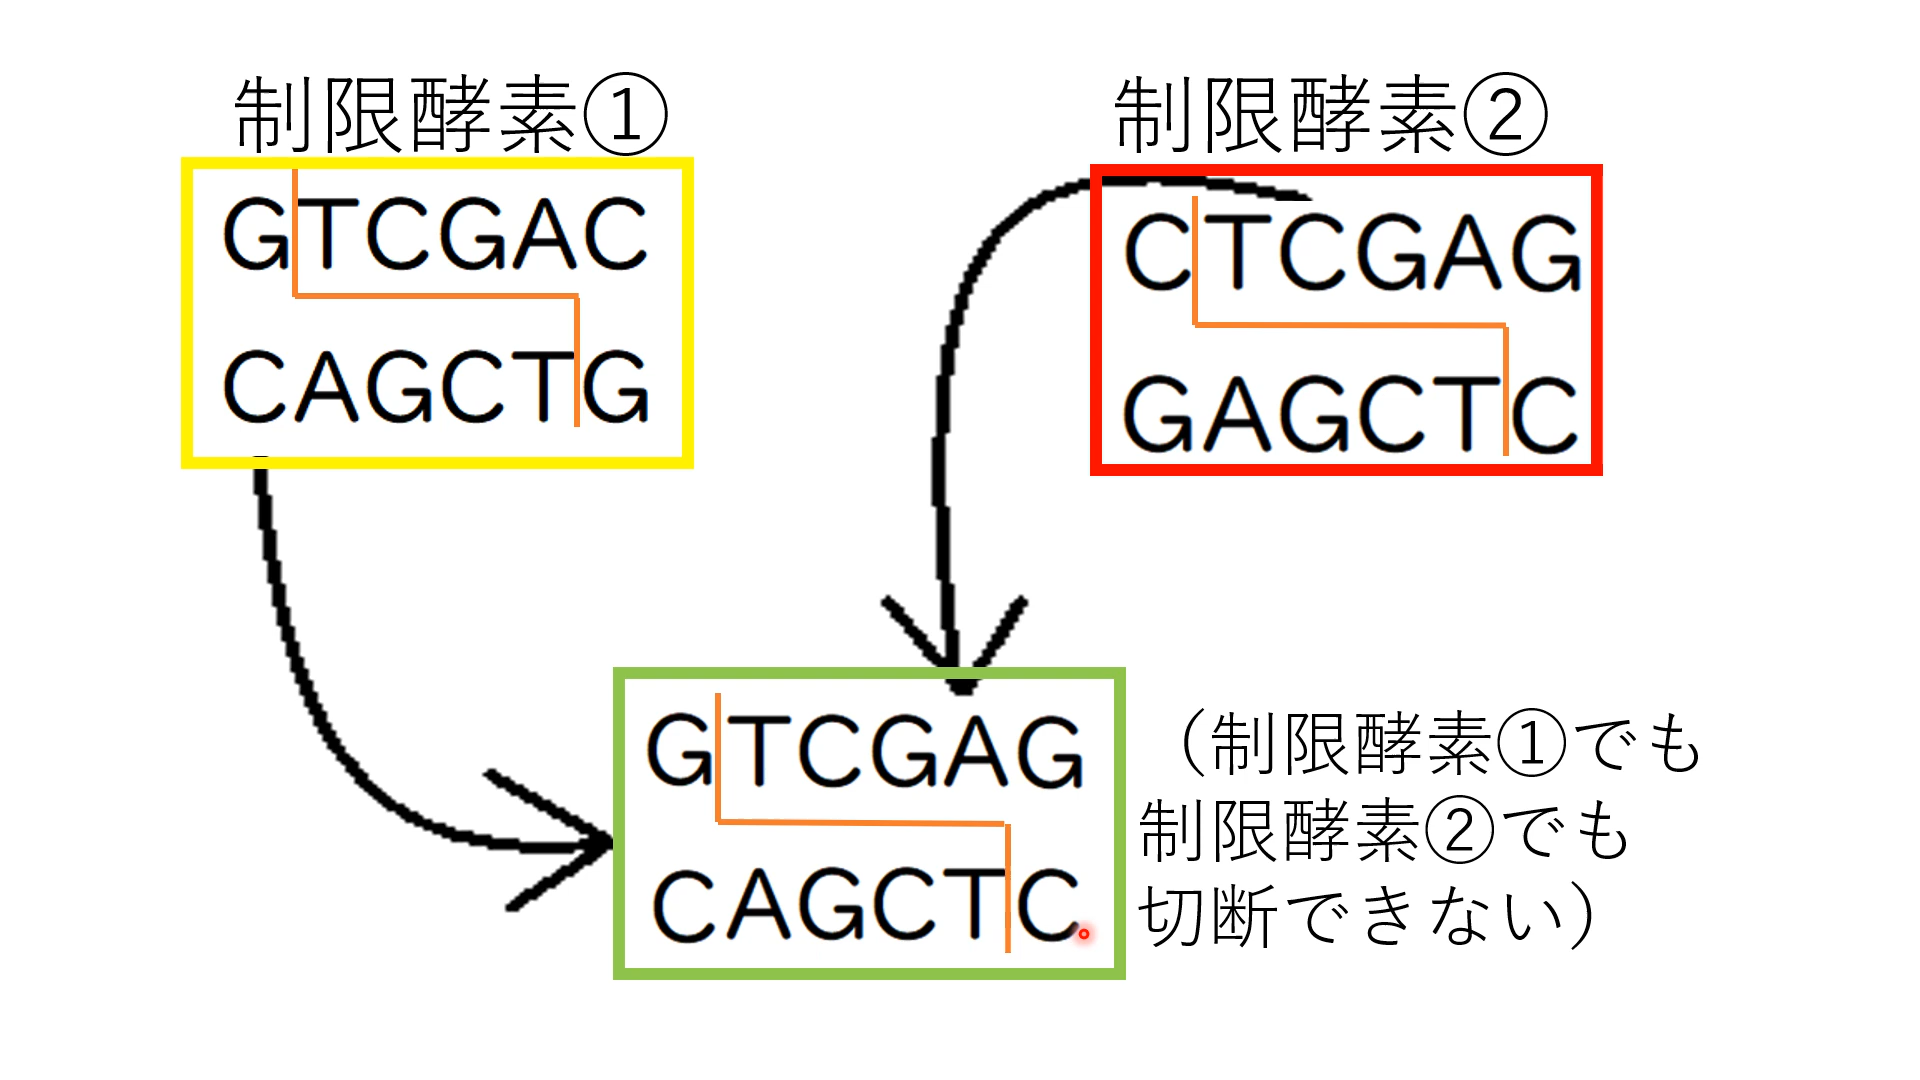 制限酵素①
GTCGAC
CAGCTG
制限酵素②
CTCGAG
GAGCTC
GTCGAG
CAGCTC
（制限酵素①でも
制限酵素②でも
切断できない）